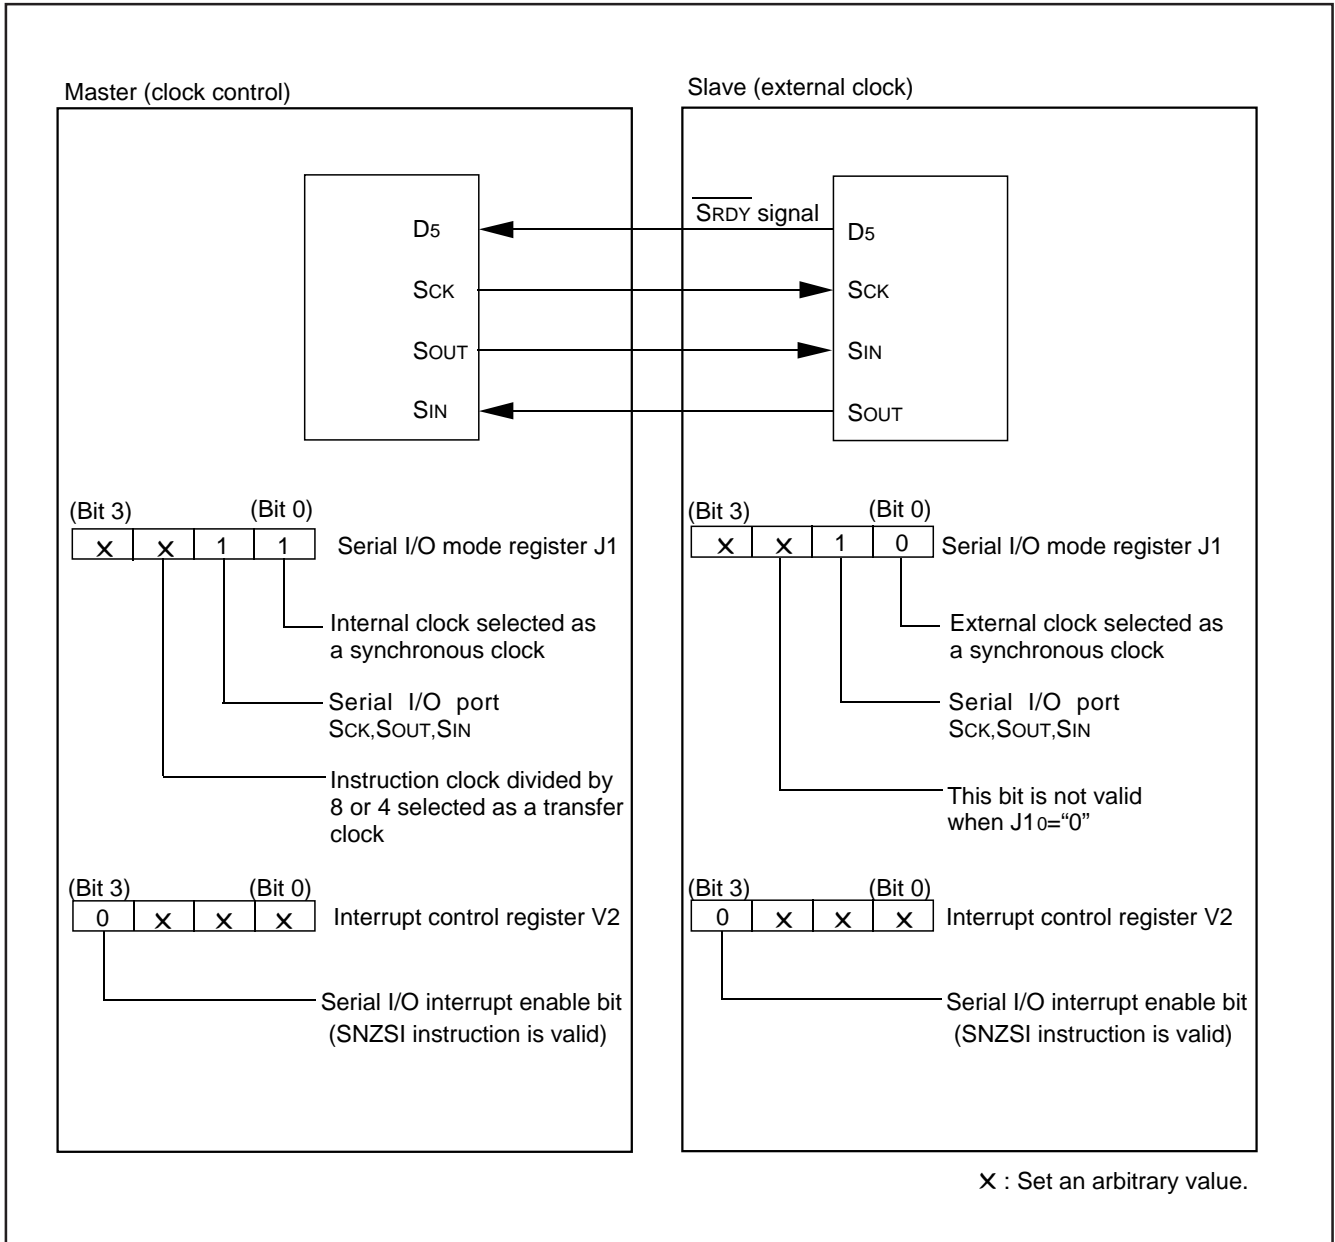 Master (clock control)
D5
SCK
SOUT
SIN
(Bit 3) (Bit 0)
× × 1 1 Serial I/O mode register J1
Internal clock selected as
a synchronous clock
Serial I/O port
SCK,SOUT,SIN
Instruction clock divided by
8 or 4 selected as a transfer
clock
(Bit 3) (Bit 0)
0 × × × Interrupt control register V2
Serial I/O interrupt enable bit
(SNZSI instruction is valid)
Slave (external clock)
SRDY signal
D5
SCK
SIN
SOUT
(Bit 3) (Bit 0)
× × 1 0 Serial I/O mode register J1
External clock selected as
a synchronous clock
Serial I/O port
SCK,SOUT,SIN
This bit is not valid
when J10=“0”
(Bit 3) (Bit 0)
0 × × × Interrupt control register V2
Serial I/O interrupt enable bit
(SNZSI instruction is valid)
× : Set an arbitrary value.